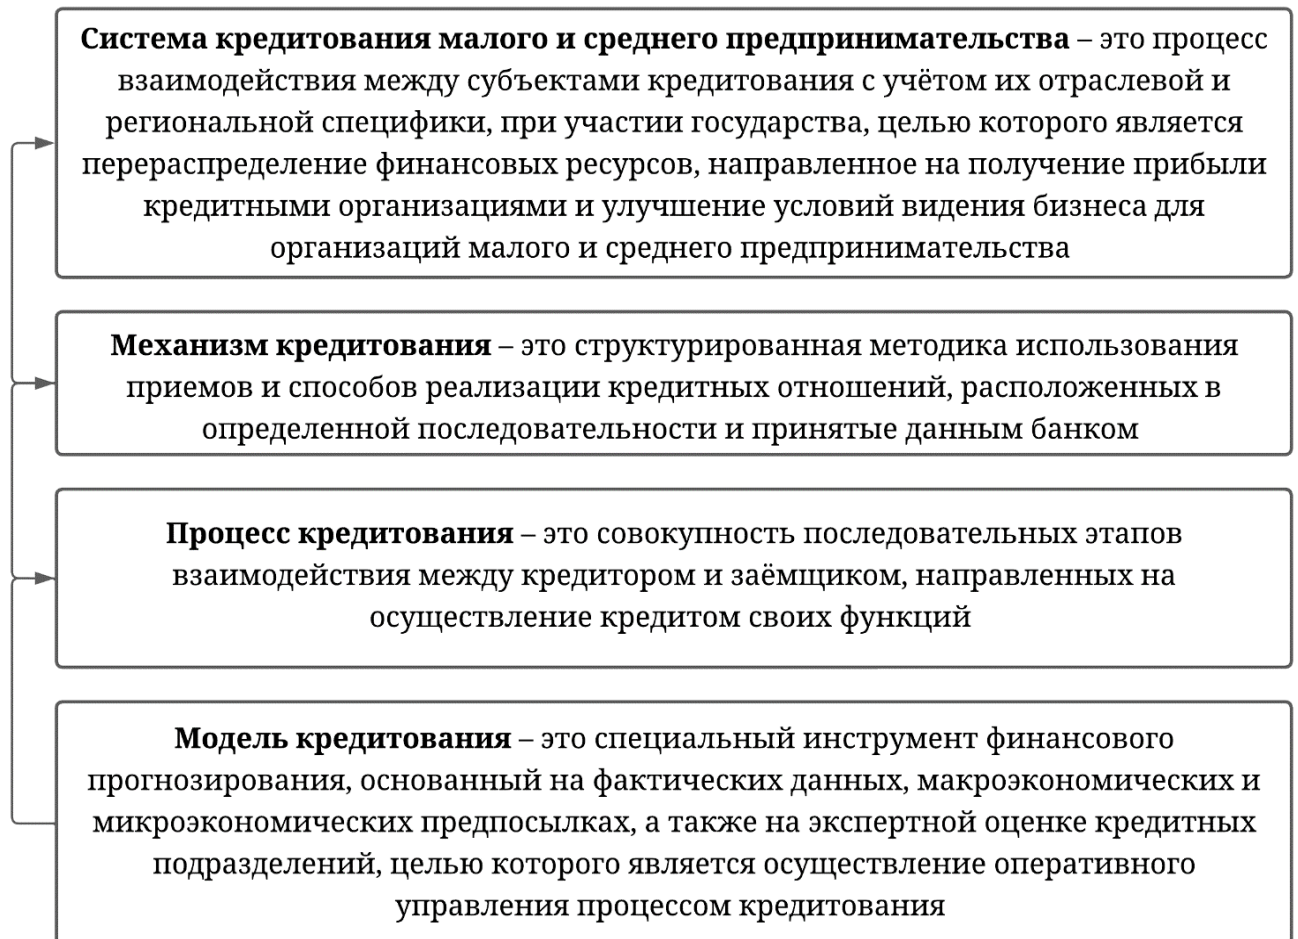 Система кредитования малого и среднего предпринимательства – это процесс
взаимодействия между субъектами кредитования с учётом их отраслевой и
региональной специфики, при участии государства, целью которого является
перераспределение финансовых ресурсов, направленное на получение прибыли
кредитными организациями и улучшение условий видения бизнеса для
организаций малого и среднего предпринимательства
Механизм кредитования – это структурированная методика использования
приемов и способов реализации кредитных отношений, расположенных в
определенной последовательности и принятые данным банком
Процесс кредитования – это совокупность последовательных этапов
взаимодействия между кредитором и заёмщиком, направленных на
осуществление кредитом своих функций
Модель кредитования – это специальный инструмент финансового
прогнозирования, основанный на фактических данных, макроэкономических и
микроэкономических предпосылках, а также на экспертной оценке кредитных
подразделений, целью которого является осуществление оперативного
управления процессом кредитования